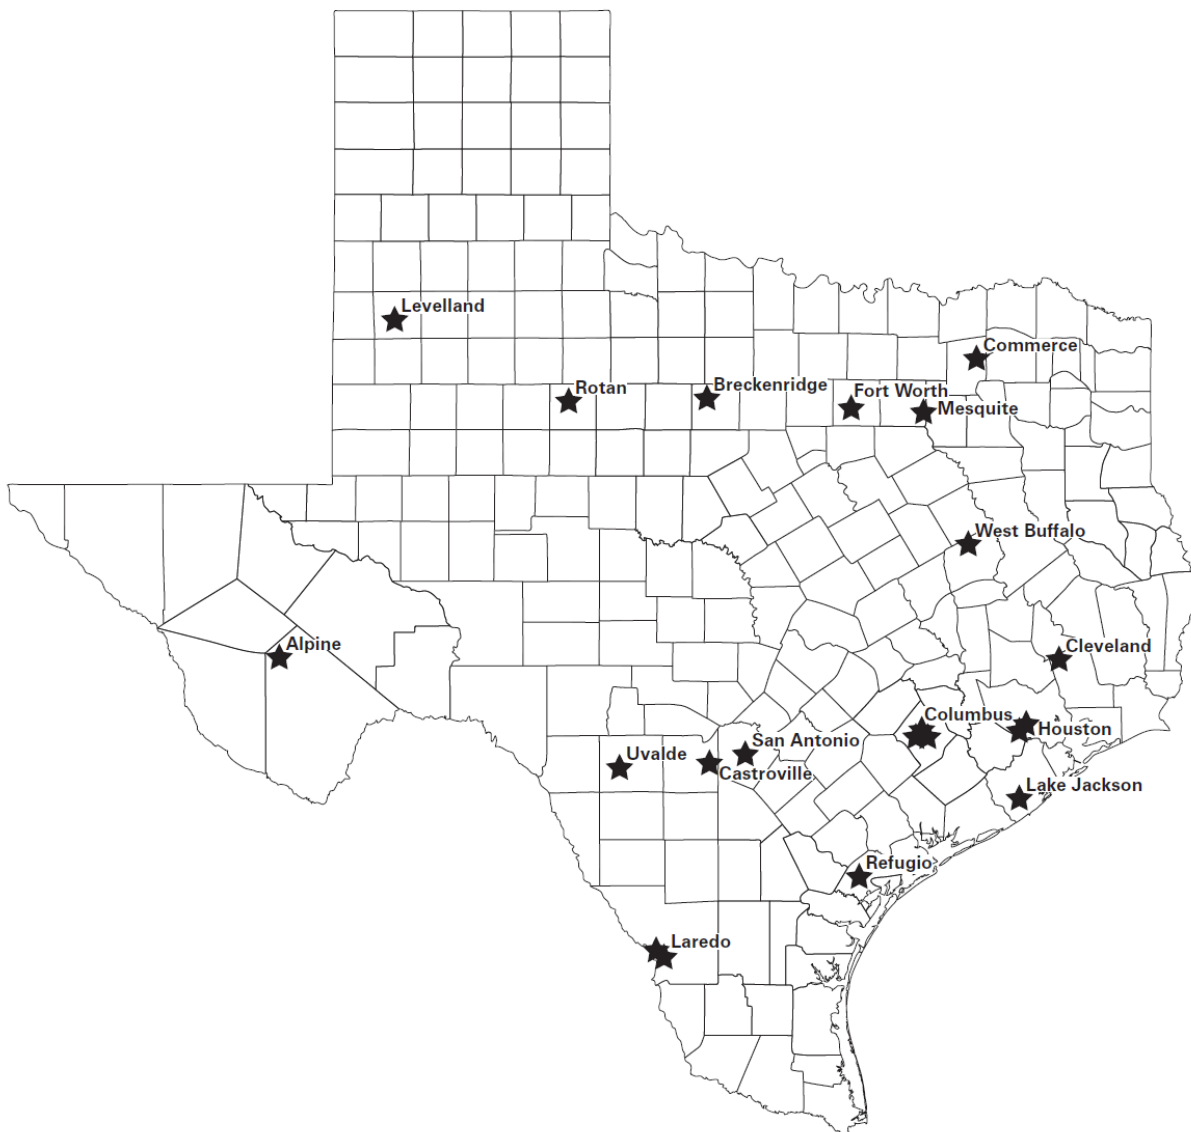 Levelland
Commerce
Rotan
Breckenridge
Fort Worth
Mesquite
West Buffalo
Alpine
Cleveland
Columbus
Houston
San Antonio
Uvalde
Castroville
Lake Jackson
Refugio
Laredo